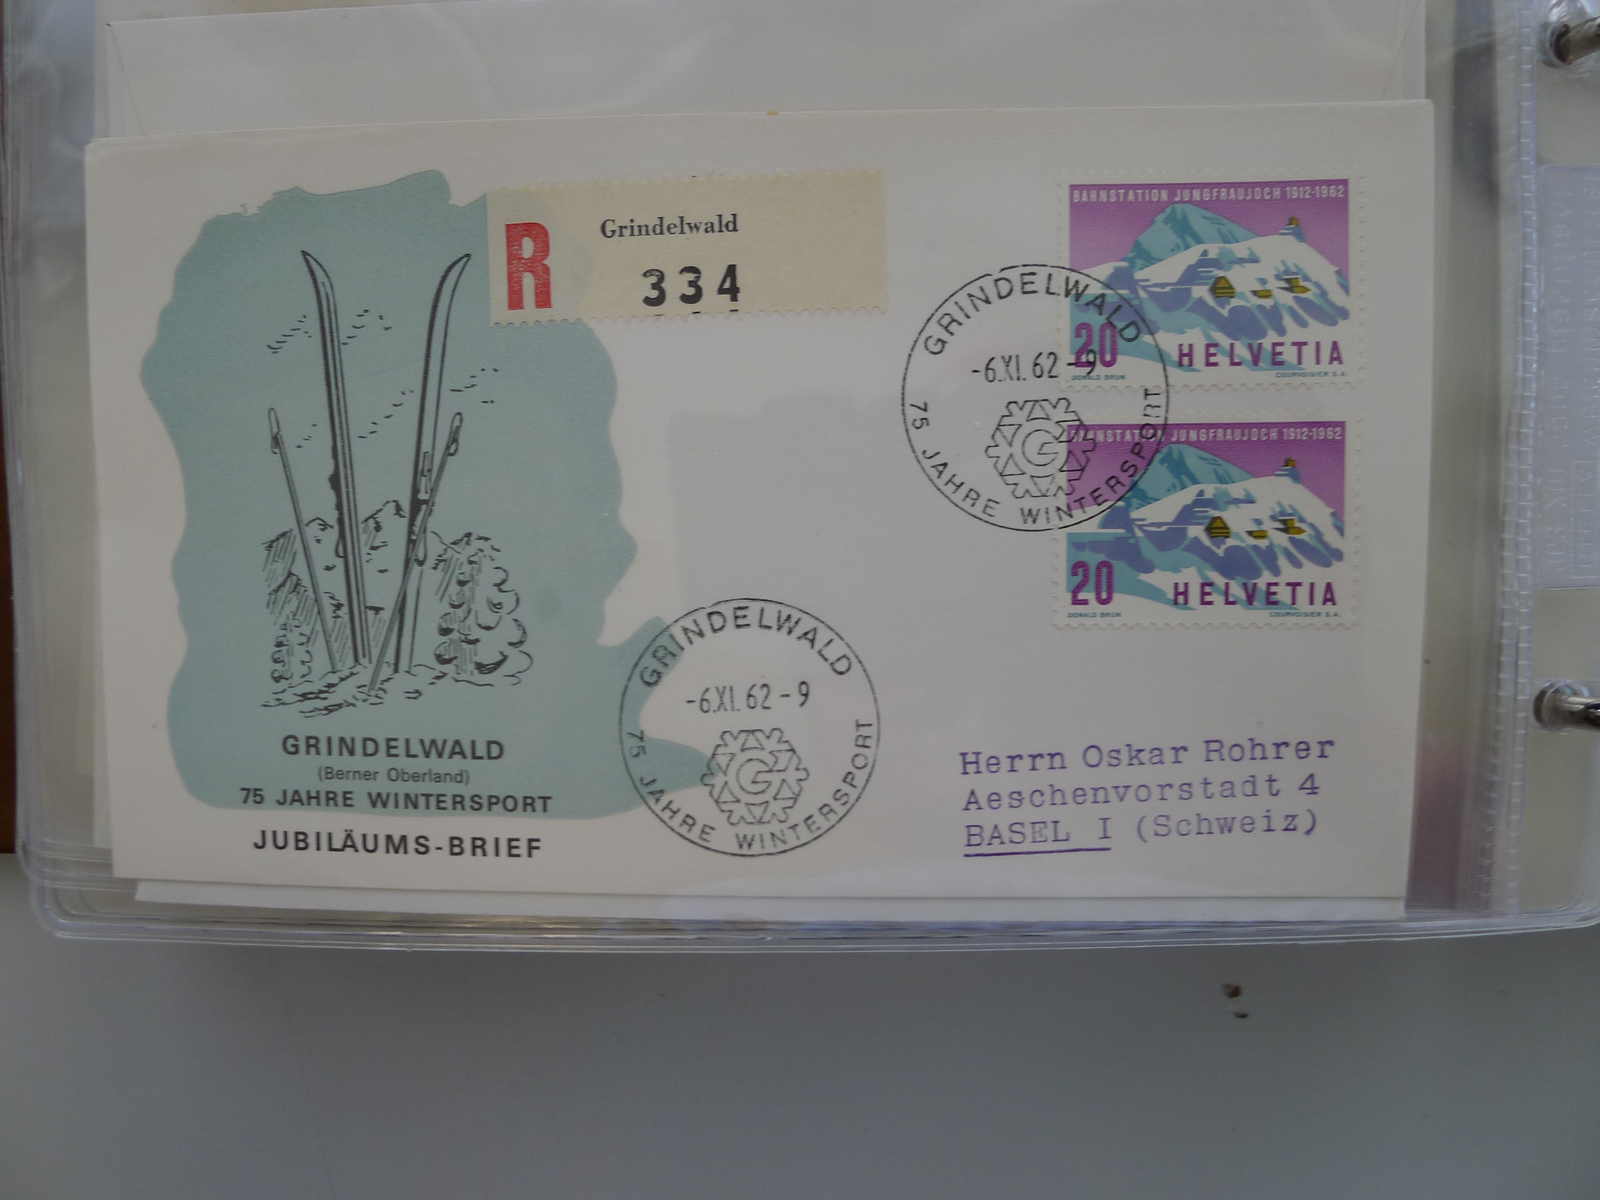 R
Grindelwald
334
BAHNSTATION JUNGFRAUJOCH 1912-1962
20
HELVETIA
DONALD BRUN
COURVOISIER S.A.
GRINDELWALD
-6.XI.62-9
75 JAHRE WINTERSPORT
G
JUNGFRAUJOCH 1912-1962
20
HELVETIA
DONALD BRUN
COURVOISIER S.A.
GRINDELWALD
-6.XI.62-9
75 JAHRE WINTERSPORT
G
GRINDELWALD
(Berner Oberland)
75 JAHRE WINTERSPORT
JUBILÄUMS-BRIEF
Herrn Oskar Rohrer
Aeschenvorstadt 4
BASEL I (Schweiz)